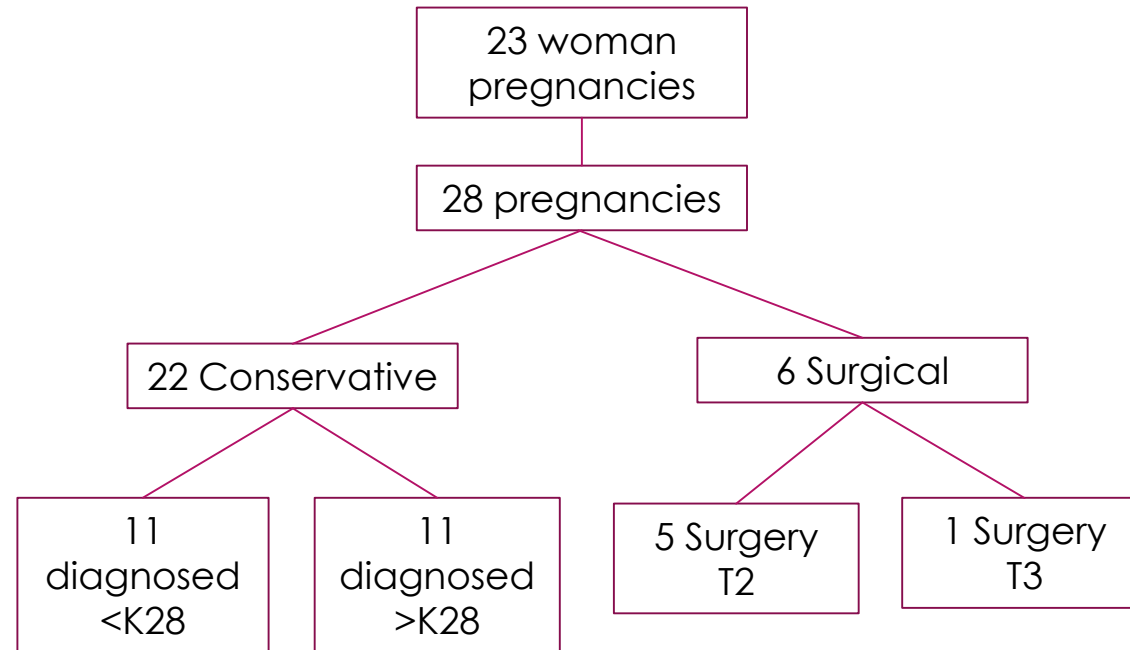 23 woman
pregnancies
28 pregnancies
22 Conservative
6 Surgical
11
diagnosed
<K28
11
diagnosed
>K28
5 Surgery
T2
1 Surgery
T3